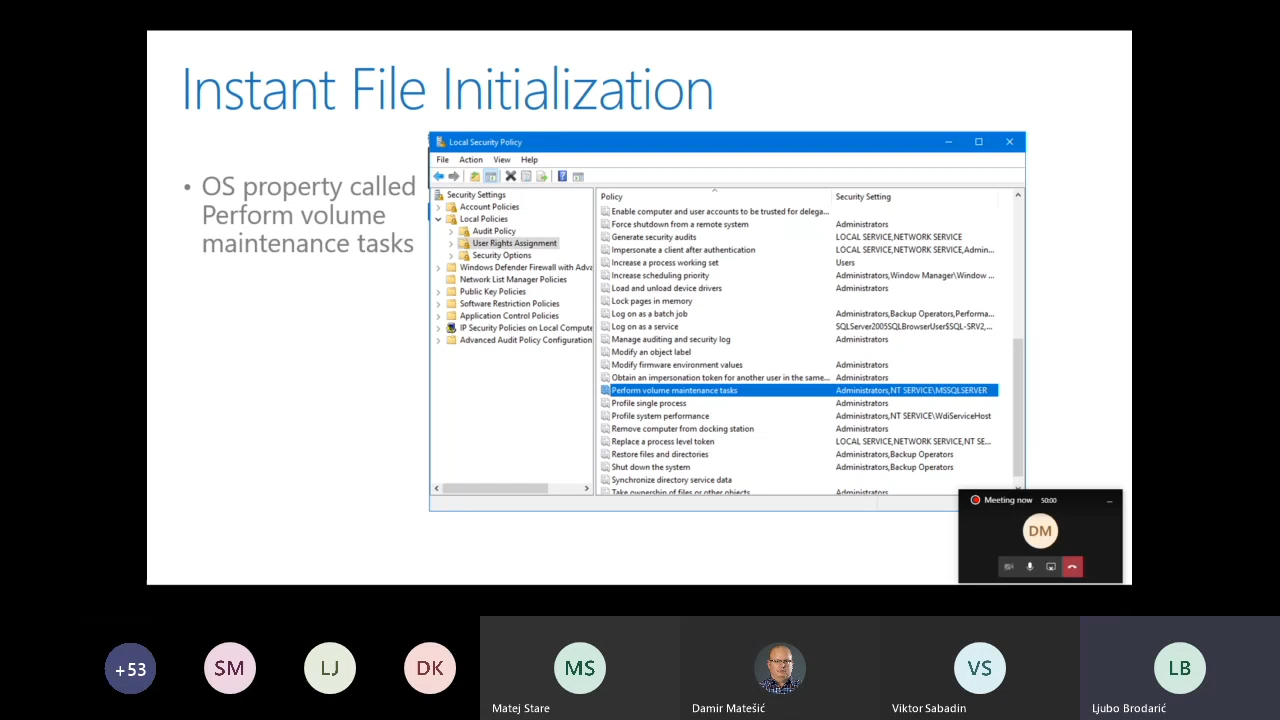 Instant File Initialization
• OS property called
Perform volume
maintenance tasks
Local Security Policy
File Action View Help
Security Settings
Account Policies
Local Policies
Audit Policy
User Rights Assignment
Security Options
Windows Defender Firewall with Adva
Network List Manager Policies
Public Key Policies
Software Restriction Policies
Application Control Policies
IP Security Policies on Local Compute
Advanced Audit Policy Configuration
Policy Security Setting
Enable computer and user accounts to be trusted for delega...
Force shutdown from a remote system Administrators
Generate security audits LOCAL SERVICE,NETWORK SERVICE
Impersonate a client after authentication LOCAL SERVICE,NETWORK SERVICE,Admin...
Increase a process working set Users
Increase scheduling priority Administrators,Window Manager\Window ...
Load and unload device drivers Administrators
Lock pages in memory
Log on as a batch job Administrators,Backup Operators,Performa...
Log on as a service SQLServer2005SQLBrowserUser$SQL-SRV2,...
Manage auditing and security log Administrators
Modify an object label
Modify firmware environment values Administrators
Obtain an impersonation token for another user in the same... Administrators
Perform volume maintenance tasks Administrators,NT SERVICE\MSSQLSERVER
Profile single process Administrators
Profile system performance Administrators,NT SERVICE\WdiServiceHost
Remove computer from docking station Administrators
Replace a process level token LOCAL SERVICE,NETWORK SERVICE,NT SE...
Restore files and directories Administrators,Backup Operators
Shut down the system Administrators,Backup Operators
Synchronize directory service data
Take ownership of files or other objects Administrators
Meeting now 50:00
DM
+53 SM LJ DK MS VS LB
Matej Stare Damir Matešić Viktor Sabadin Ljubo Brodarić